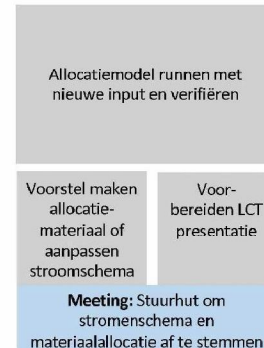 Allocatiemodel runnen met
nieuwe input en verifiëren
Voorstel maken
allocatie-
materiaal of
aanpassen
stroomschema
Voor-
bereiden LCT
presentatie
Meeting: Stuurhut om
stromenschema en
materiaalallocatie af te stemmen